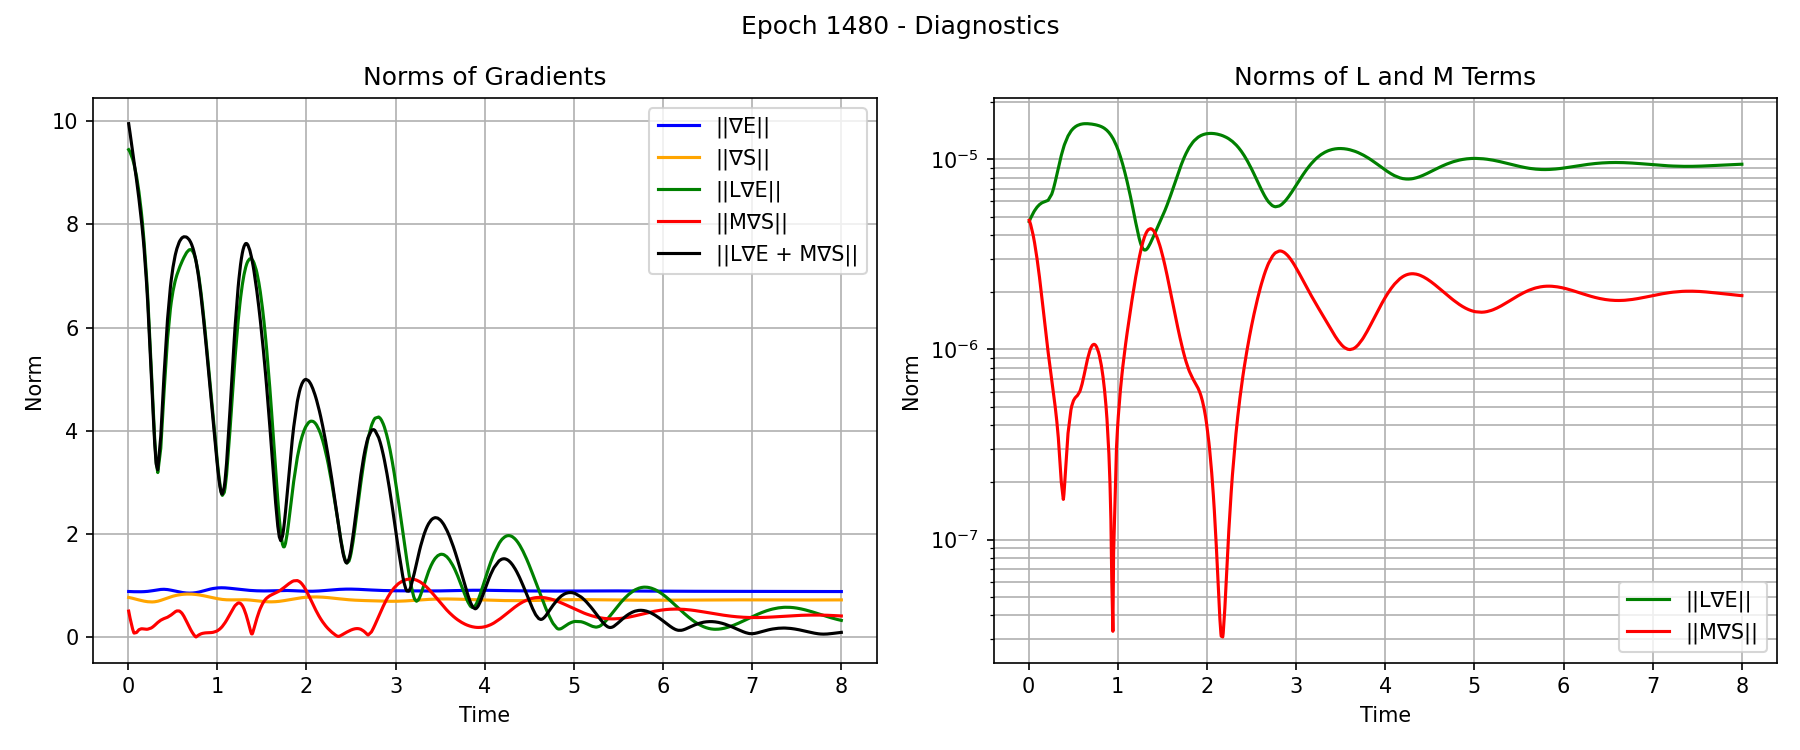 Epoch 1480 - Diagnostics
Norms of Gradients
10
8
6
4
2
0
Norm
0 1 2 3 4 5 6 7 8
Time
||∇E||
||∇S||
||L∇E||
||M∇S||
||L∇E + M∇S||
Norms of L and M Terms
10⁻⁵
10⁻⁶
10⁻⁷
Norm
0 1 2 3 4 5 6 7 8
Time
||L∇E||
||M∇S||